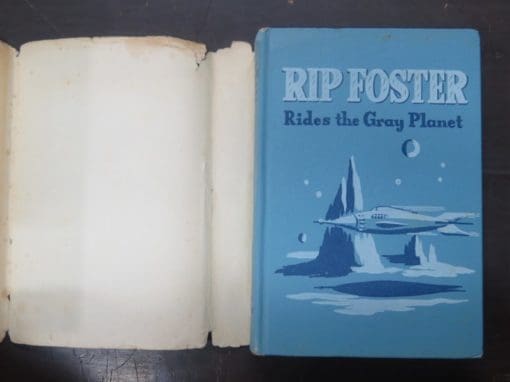 RIP FOSTER
Rides the Gray Planet